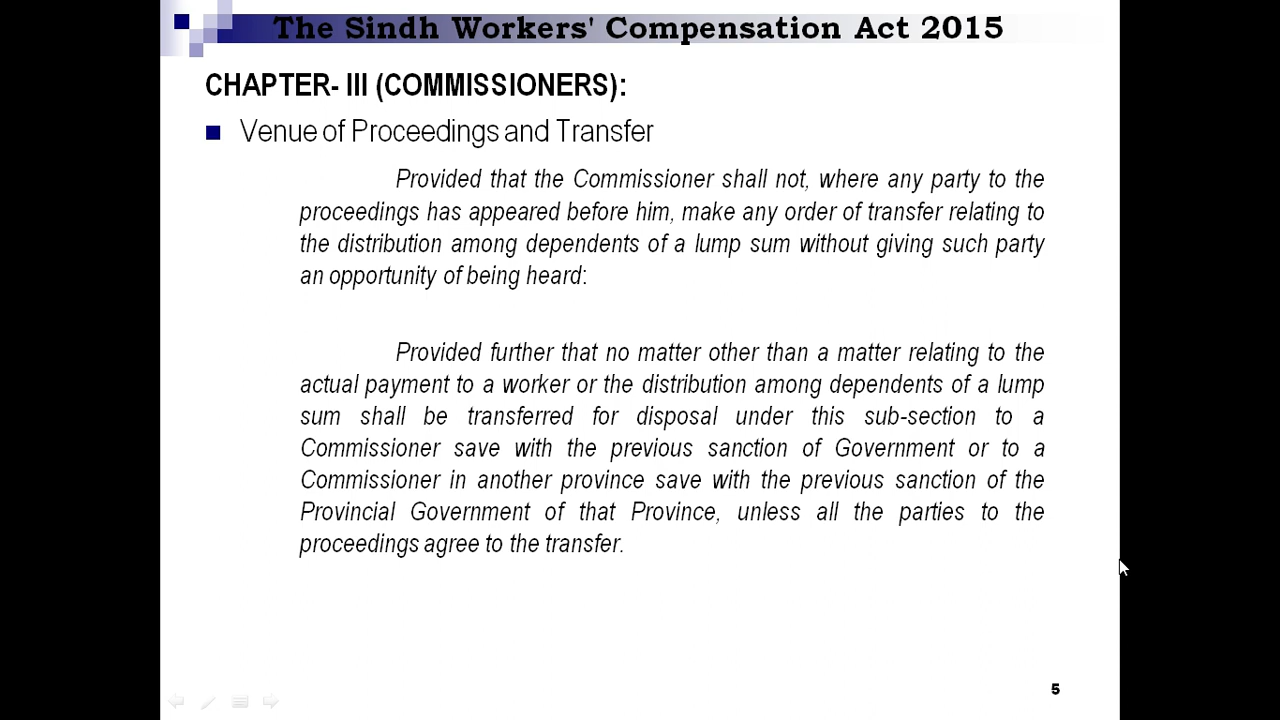 The Sindh Workers' Compensation Act 2015
CHAPTER- III (COMMISSIONERS):
Venue of Proceedings and Transfer
Provided that the Commissioner shall not, where any party to the
proceedings has appeared before him, make any order of transfer relating to
the distribution among dependents of a lump sum without giving such party
an opportunity of being heard:
Provided further that no matter other than a matter relating to the
actual payment to a worker or the distribution among dependents of a lump
sum shall be transferred for disposal under this sub-section to a
Commissioner save with the previous sanction of Government or to a
Commissioner in another province save with the previous sanction of the
Provincial Government of that Province, unless all the parties to the
proceedings agree to the transfer.
5